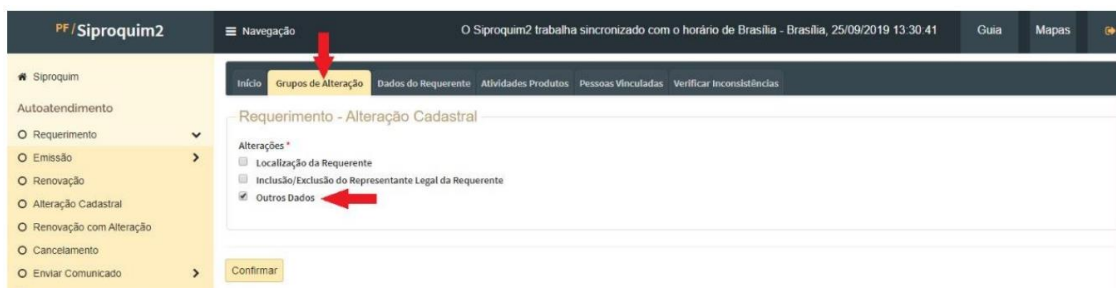 PF/Siproquim2
Navegação
O Siproquim2 trabalha sincronizado com o horário de Brasília - Brasília, 25/09/2019 13:30:41
Guia
Mapas
Siproquim
Autoatendimento
Requerimento
Emissão
Renovação
Alteração Cadastral
Renovação com Alteração
Cancelamento
Enviar Comunicado
Início Grupos de Alteração Dados do Requerente Atividades Produtos Pessoas Vinculadas Verificar Inconsistências
Requerimento - Alteração Cadastral
Alterações *
Localização da Requerente
Inclusão/Exclusão do Representante Legal da Requerente
Outros Dados
Confirmar